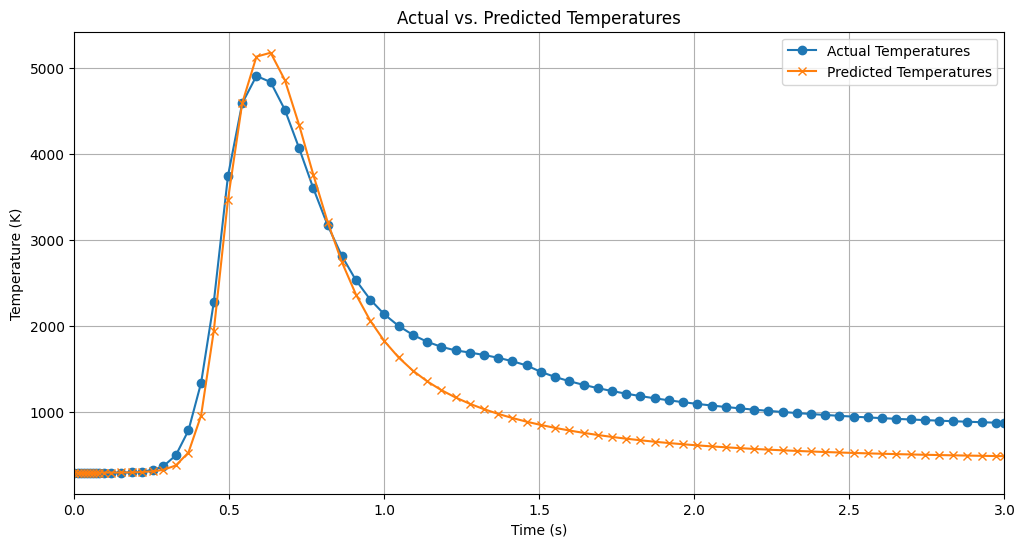 Actual vs. Predicted Temperatures
Actual Temperatures
Predicted Temperatures
Temperature (K)
5000
4000
3000
2000
1000
0.0 0.5 1.0 1.5 2.0 2.5 3.0
Time (s)